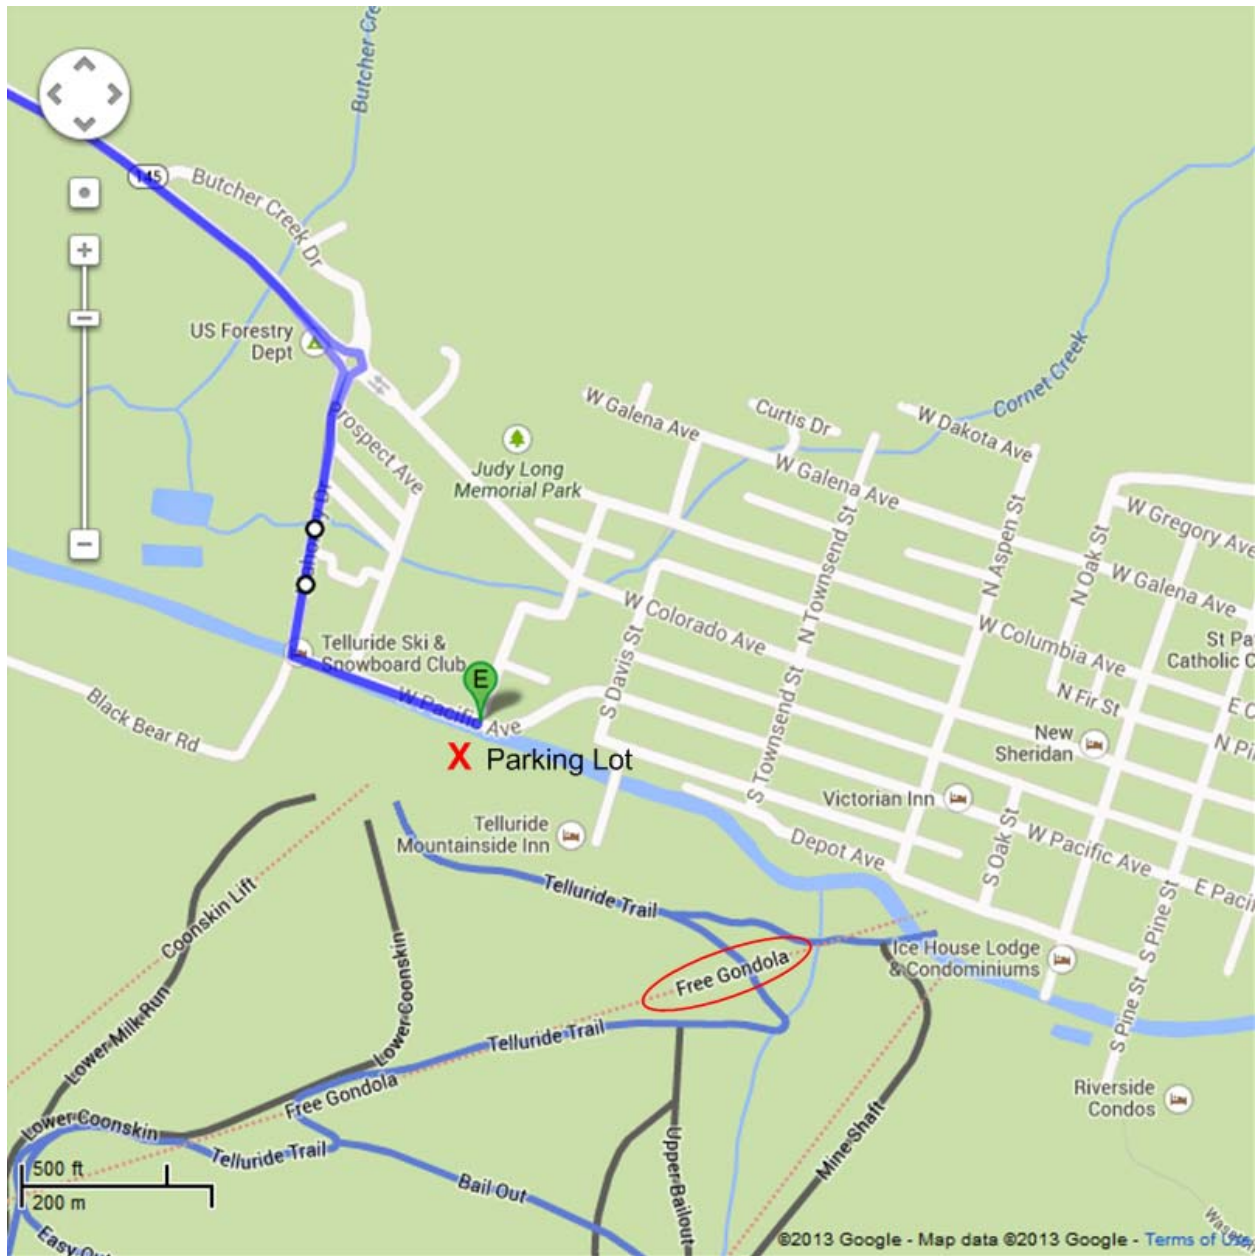 Butcher Cre
145
Butcher Creek Dr
US Forestry
Dept
Prospect Ave
Judy Long
Memorial Park
W Galena Ave
Curtis Dr
W Dakota Ave
Cornet Creek
W Galena Ave
W Gregory Ave
W Galena Ave
N Townsend St
N Aspen St
N Oak St
W Colorado Ave
W Columbia Ave
St Pa
Catholic C
Telluride Ski &
Snowboard Club
E
W Pacific Ave
S Davis St
S Townsend St
N Fir St
E C
N Pin
Black Bear Rd
X Parking Lot
New
Sheridan
Victorian Inn
Telluride
Mountainside Inn
Depot Ave
S Oak St
W Pacific Ave
E Pacif
S Pine St
Coonskin Lift
Telluride Trail
Free Gondola
Ice House Lodge
& Condominiums
Lower Milk Run
Lower Coonskin
Telluride Trail
Free Gondola
S Pine St
Riverside
Condos
Lower Coonskin
Telluride Trail
Bail Out
Upper Bailout
Mine Shaft
500 ft
200 m
Easy Ou
©2013 Google - Map data ©2013 Google - Terms of Use